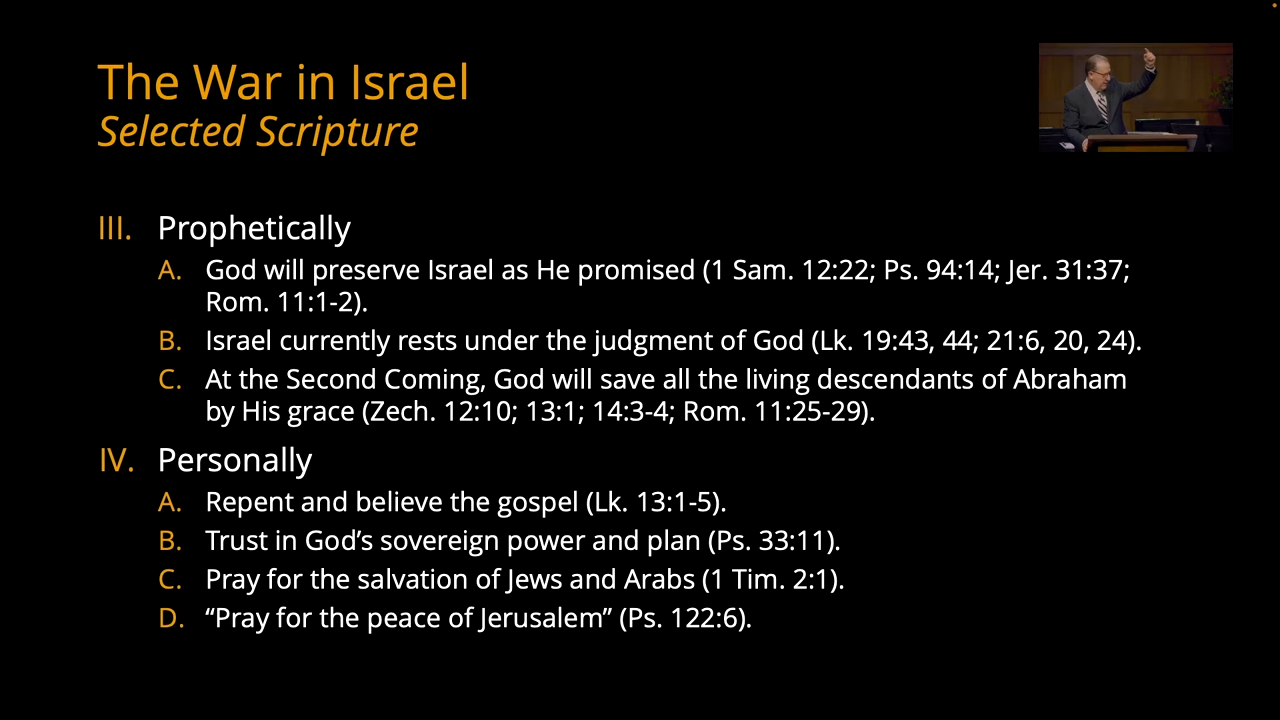 The War in Israel
Selected Scripture
III. Prophetically
A. God will preserve Israel as He promised (1 Sam. 12:22; Ps. 94:14; Jer. 31:37;
Rom. 11:1-2).
B. Israel currently rests under the judgment of God (Lk. 19:43, 44; 21:6, 20, 24).
C. At the Second Coming, God will save all the living descendants of Abraham
by His grace (Zech. 12:10; 13:1; 14:3-4; Rom. 11:25-29).
IV. Personally
A. Repent and believe the gospel (Lk. 13:1-5).
B. Trust in God’s sovereign power and plan (Ps. 33:11).
C. Pray for the salvation of Jews and Arabs (1 Tim. 2:1).
D. “Pray for the peace of Jerusalem” (Ps. 122:6).